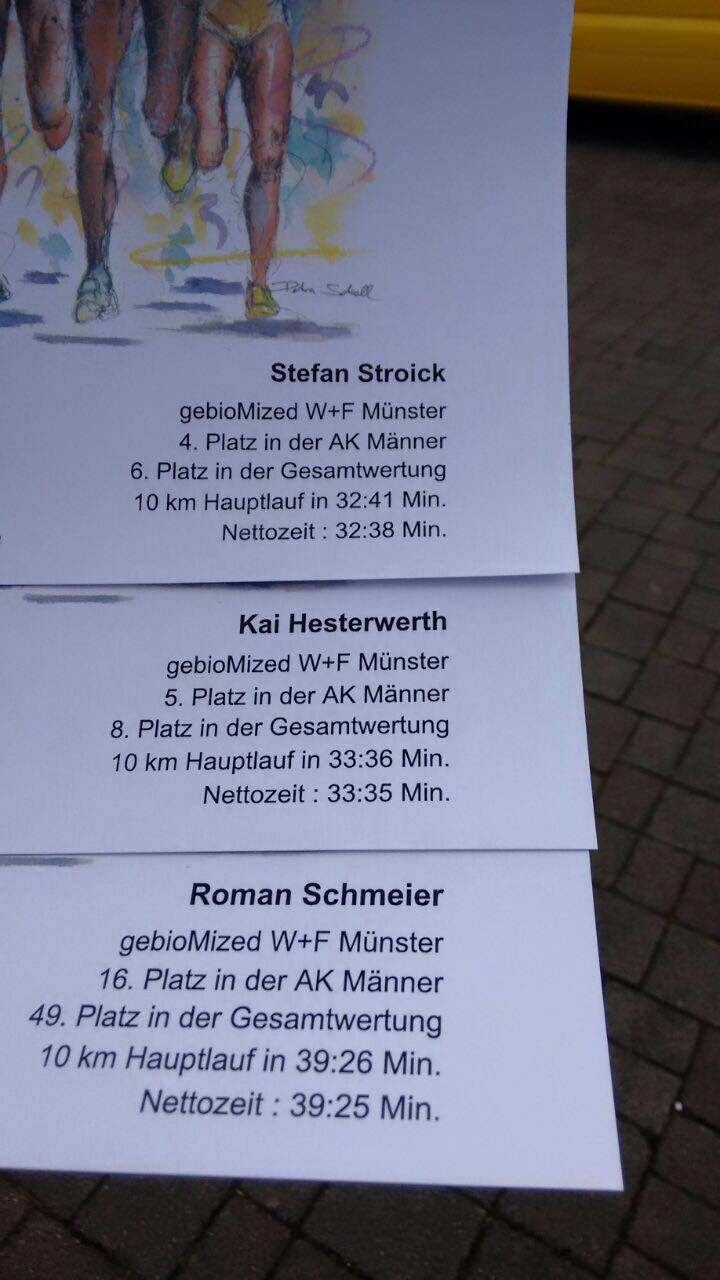 Stefan Stroick
gebioMized W+F Münster
4. Platz in der AK Männer
6. Platz in der Gesamtwertung
10 km Hauptlauf in 32:41 Min.
Nettozeit : 32:38 Min.
Kai Hesterwerth
gebioMized W+F Münster
5. Platz in der AK Männer
8. Platz in der Gesamtwertung
10 km Hauptlauf in 33:36 Min.
Nettozeit : 33:35 Min.
Roman Schmeier
gebioMized W+F Münster
16. Platz in der AK Männer
49. Platz in der Gesamtwertung
10 km Hauptlauf in 39:26 Min.
Nettozeit : 39:25 Min.